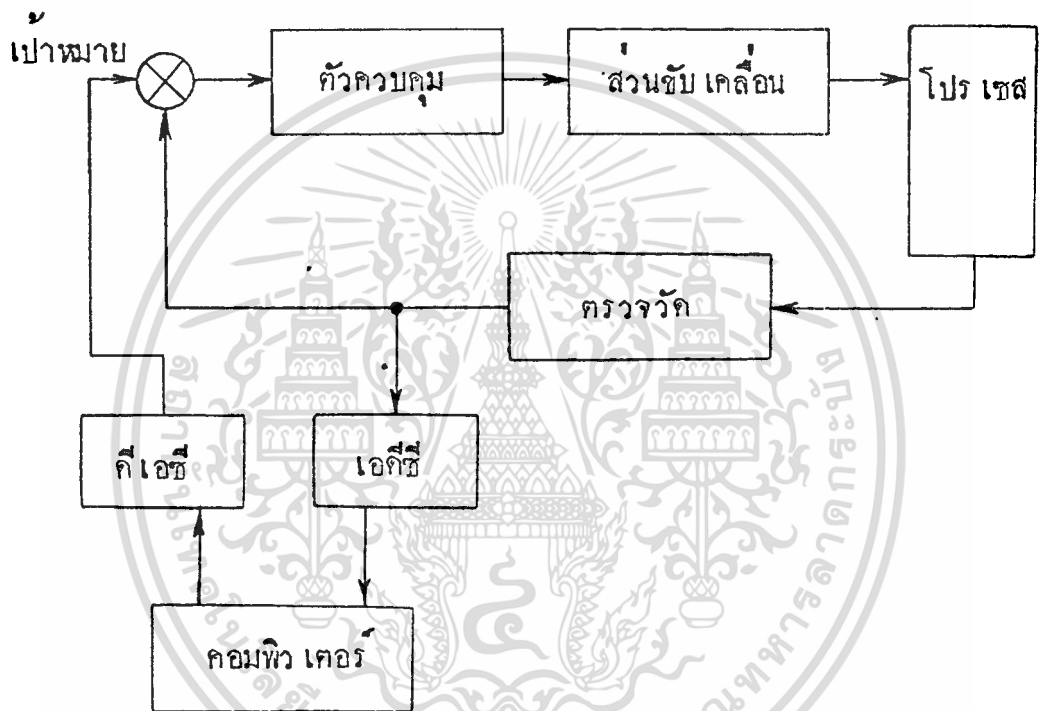 เป้าหมาย
ตัวควบคุม
ส่วนขับ เคลื่อน
โปร เซส
ตรวจวัด
ดี เอซี
เอดีซี
คอมพิว เตอร์